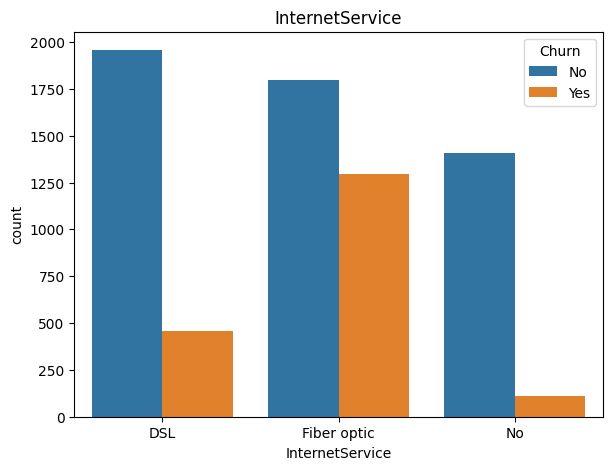 InternetService
Churn
No
Yes
2000
1750
1500
1250
1000
750
500
250
0
count
DSL
Fiber optic
No
InternetService